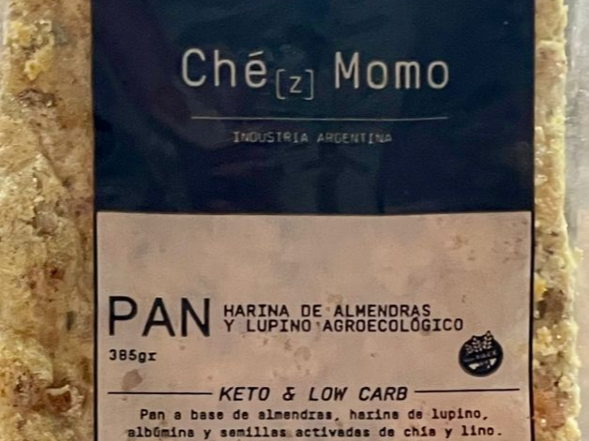 Ché[z] Momo
INDUSTRIA ARGENTINA
PAN HARINA DE ALMENDRAS
Y LUPINO AGROECOLÓGICO
385gr
KETO & LOW CARB
Pan a base de almendras, harina de lupino,
albúmina y semillas activadas de chía y lino.